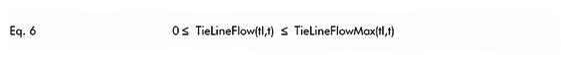 Eq. 6 0 ≤ TieLineFlow(tl,t) ≤ TieLineFlowMax(tl,t)